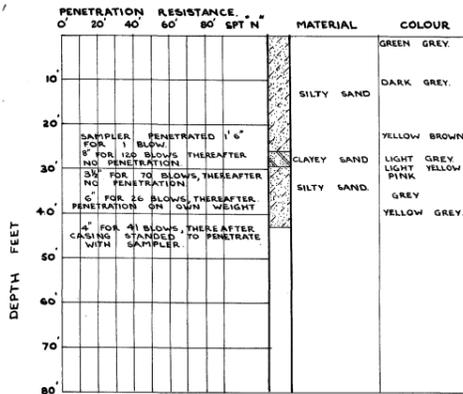 PENETRATION RESISTANCE.
0' 20' 40' 60' 80' SPT "N"
MATERIAL
COLOUR
GREEN GREY.
10'
DARK GREY.
SILTY SAND
20'
YELLOW BROWN
SAMPLER PENETRATED 1' 6"
FOR 1 BLOW.
8" FOR 120 BLOWS THEREAFTER
NO PENETRATION.
CLAYEY SAND
LIGHT GREY.
30'
LIGHT YELLOW
PINK
3½" FOR 70 BLOWS, THEREAFTER
NO PENETRATION.
SILTY SAND.
GREY
6" FOR 26 BLOWS, THEREAFTER.
PENETRATION ON OWN WEIGHT
40'
YELLOW GREY.
4" FOR 41 BLOWS, THEREAFTER
CASING STANDED TO PENETRATE
WITH SAMPLER.
50'
60'
70'
80'
DEPTH FEET